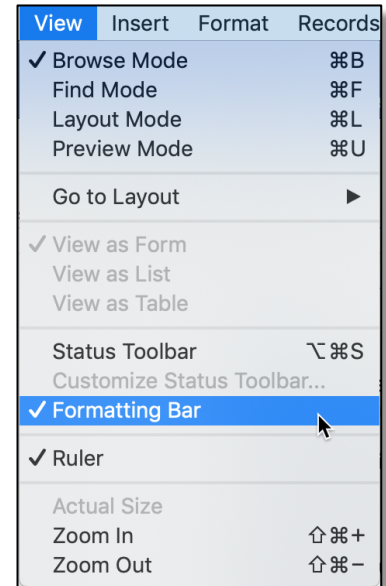 View Insert Format Records
✓ Browse Mode ⌘B
Find Mode ⌘F
Layout Mode ⌘L
Preview Mode ⌘U
Go to Layout ▶
✓ View as Form
View as List
View as Table
Status Toolbar ⌥⌘S
Customize Status Toolbar...
✓ Formatting Bar
✓ Ruler
Actual Size
Zoom In ⇧⌘+
Zoom Out ⇧⌘−